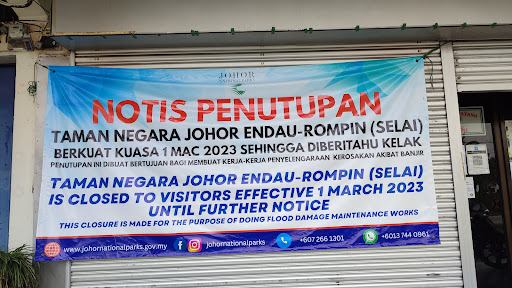 JOHOR
NOTIS PENUTUPAN
TAMAN NEGARA JOHOR ENDAU-ROMPIN (SELAI)
BERKUAT KUASA 1 MAC 2023 SEHINGGA DIBERITAHU KELAK
PENUTUPAN INI DIBUAT BERTUJUAN BAGI MEMBUAT KERJA-KERJA PENYELENGARAAN KEROSAKAN AKIBAT BANJIR
TAMAN NEGARA JOHOR ENDAU-ROMPIN (SELAI)
IS CLOSED TO VISITORS EFFECTIVE 1 MARCH 2023
UNTIL FURTHER NOTICE
THIS CLOSURE IS MADE FOR THE PURPOSE OF DOING FLOOD DAMAGE MAINTENANCE WORKS
www.johornationalparks.gov.my johornationalparks +607 266 1301 +6013 744 0861